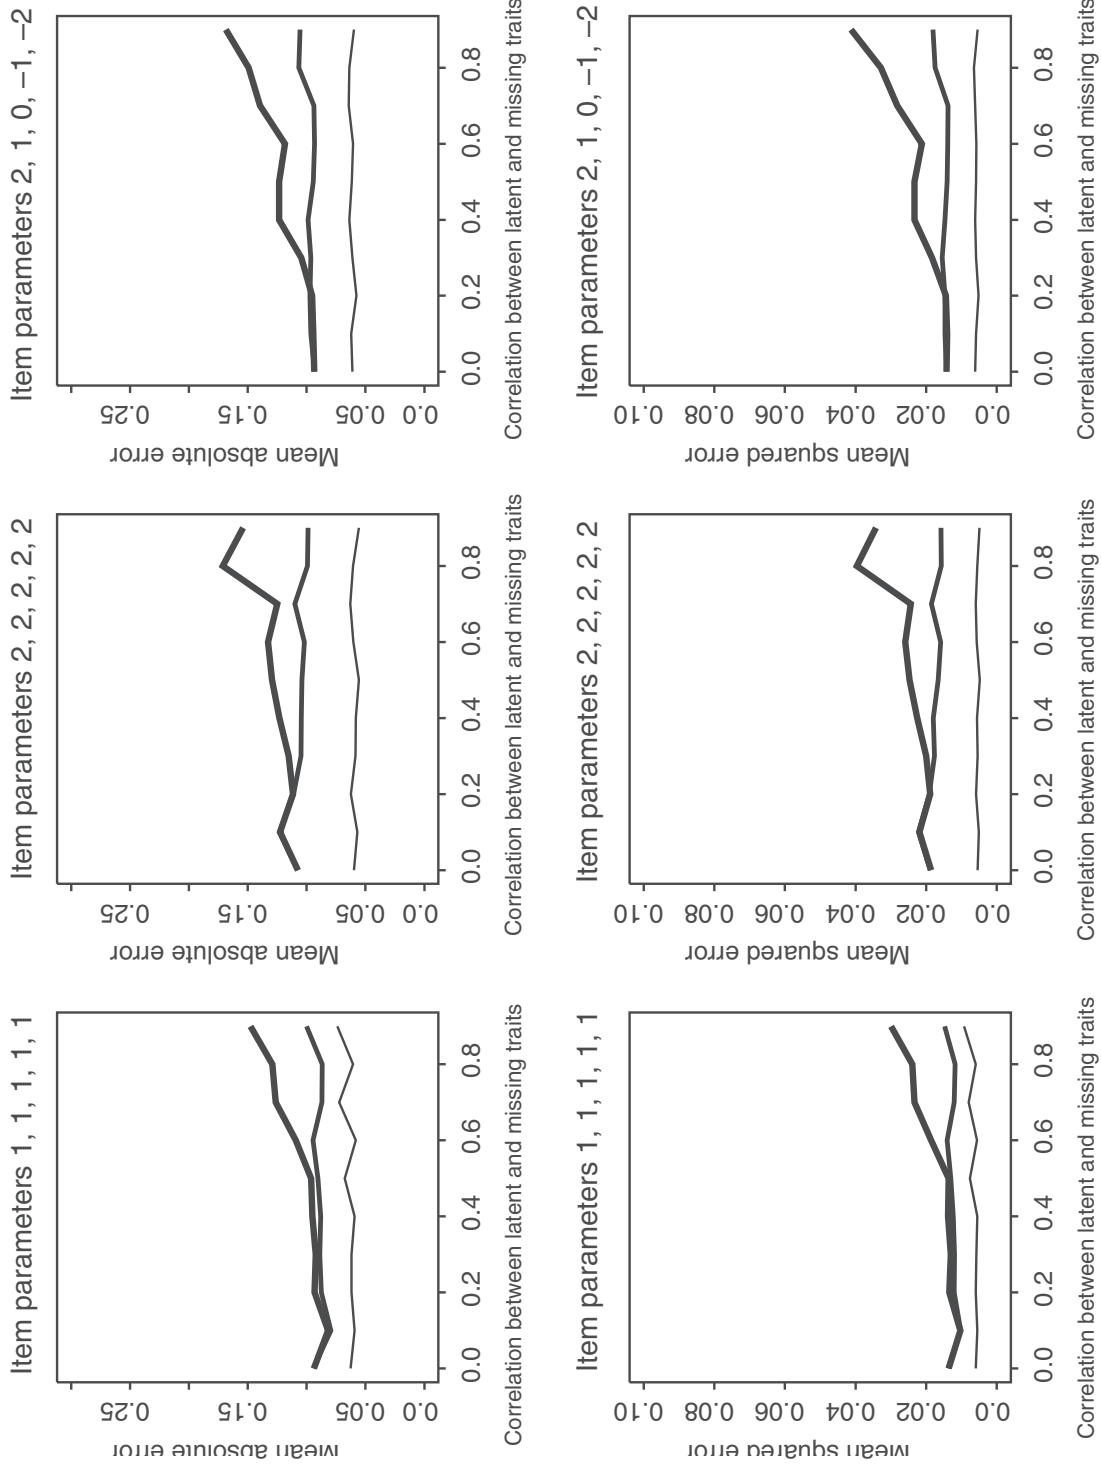 Item parameters 1, 1, 1, 1, 1
Mean absolute error
0.0 0.05 0.15 0.25
0.0 0.2 0.4 0.6 0.8
Correlation between latent and missing traits
Item parameters 2, 2, 2, 2, 2
Mean absolute error
0.0 0.05 0.15 0.25
0.0 0.2 0.4 0.6 0.8
Correlation between latent and missing traits
Item parameters 2, 1, 0, −1, −2
Mean absolute error
0.0 0.05 0.15 0.25
0.0 0.2 0.4 0.6 0.8
Correlation between latent and missing traits
Item parameters 1, 1, 1, 1, 1
Mean squared error
0.0 0.02 0.04 0.06 0.08 0.10
0.0 0.2 0.4 0.6 0.8
Correlation between latent and missing traits
Item parameters 2, 2, 2, 2, 2
Mean squared error
0.0 0.02 0.04 0.06 0.08 0.10
0.0 0.2 0.4 0.6 0.8
Correlation between latent and missing traits
Item parameters 2, 1, 0, −1, −2
Mean squared error
0.0 0.02 0.04 0.06 0.08 0.10
0.0 0.2 0.4 0.6 0.8
Correlation between latent and missing traits